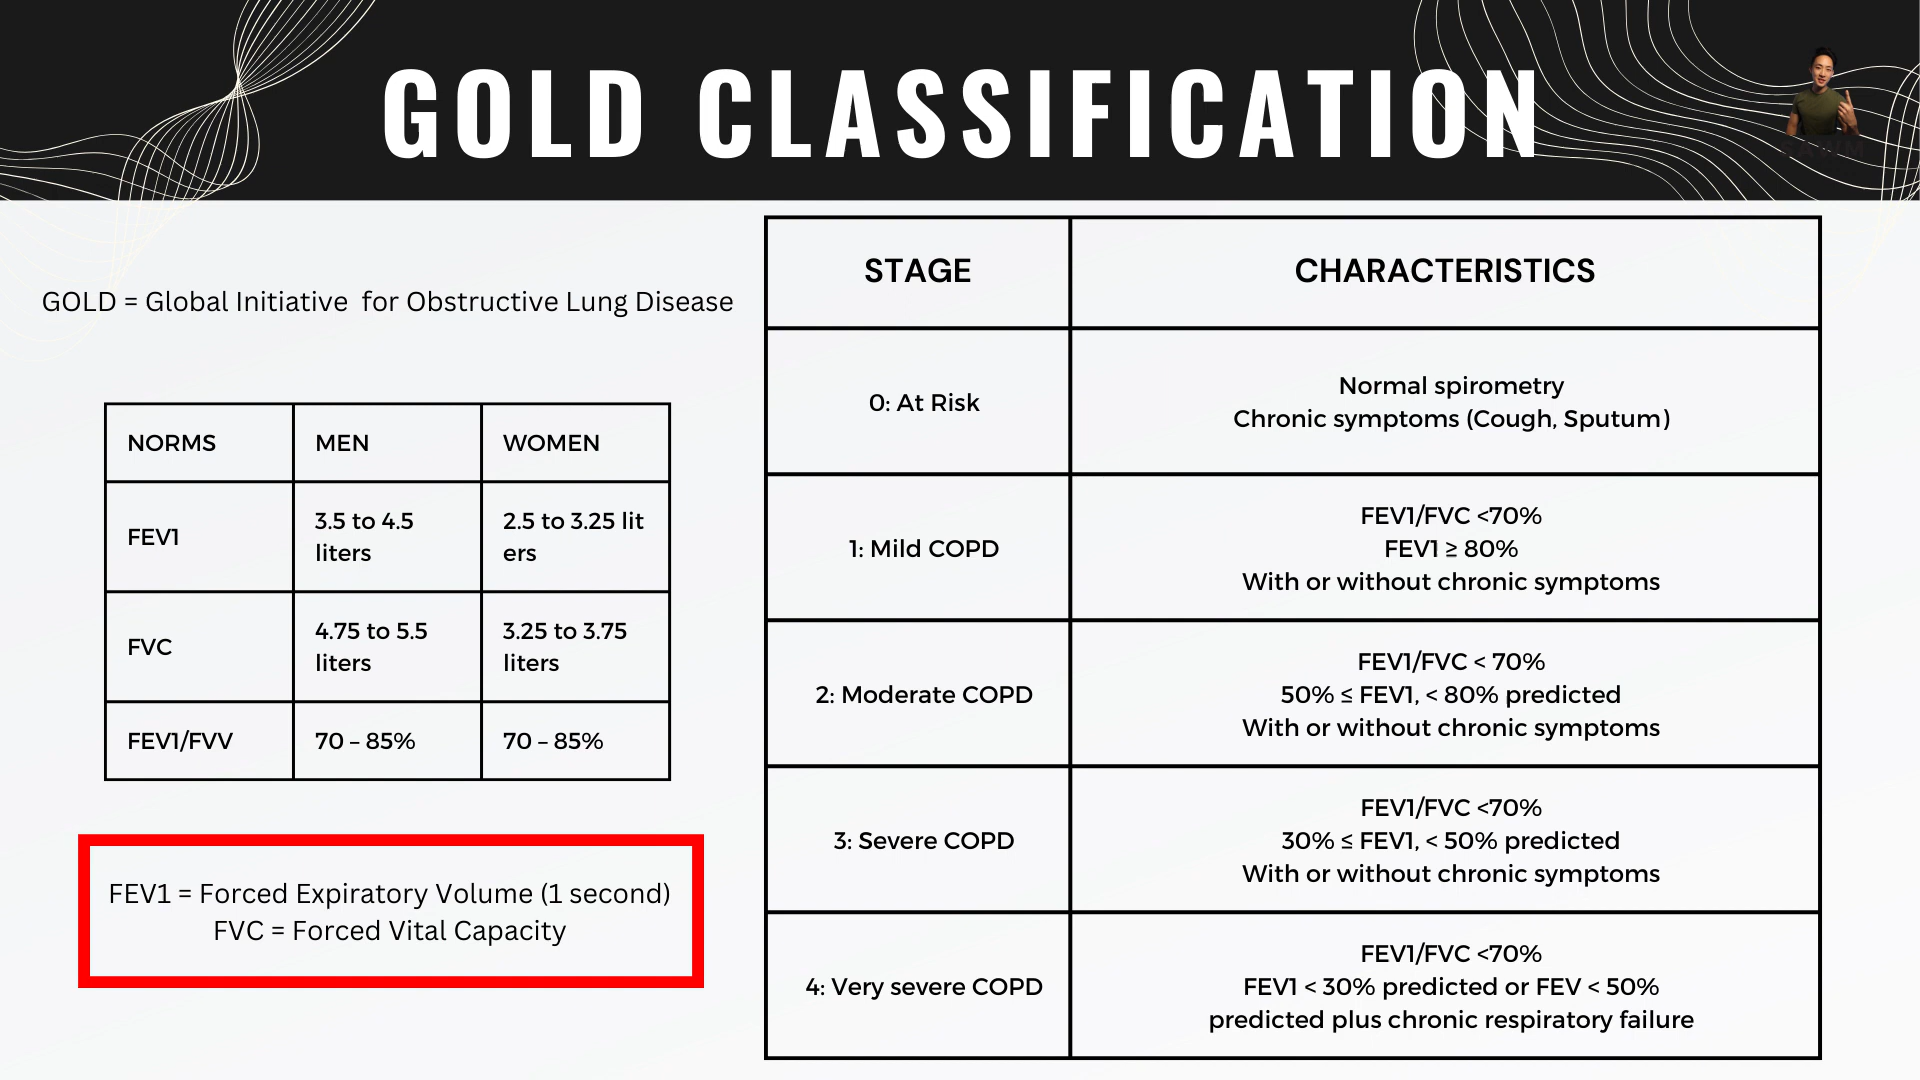 GOLD CLASSIFICATION
GOLD = Global Initiative  for Obstructive Lung Disease
NORMS
MEN
WOMEN
FEV1
3.5 to 4.5
liters
2.5 to 3.25 lit
ers
FVC
4.75 to 5.5
liters
3.25 to 3.75
liters
FEV1/FVV
70 – 85%
70 – 85%
FEV1 = Forced Expiratory Volume (1 second)
FVC = Forced Vital Capacity
STAGE
CHARACTERISTICS
0: At Risk
Normal spirometry
Chronic symptoms (Cough, Sputum)
1: Mild COPD
FEV1/FVC <70%
FEV1 ≥ 80%
With or without chronic symptoms
2: Moderate COPD
FEV1/FVC < 70%
50% ≤ FEV1, < 80% predicted
With or without chronic symptoms
3: Severe COPD
FEV1/FVC <70%
30% ≤ FEV1, < 50% predicted
With or without chronic symptoms
4: Very severe COPD
FEV1/FVC <70%
FEV1 < 30% predicted or FEV < 50%
predicted plus chronic respiratory failure